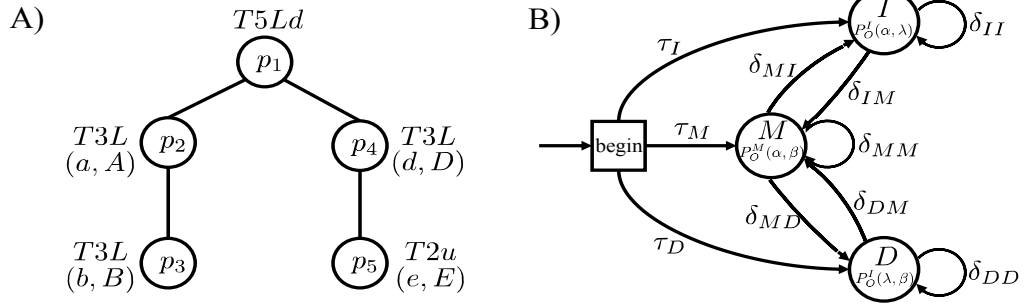 A)
T5Ld
p₁
T3L
(a, A)
p₂
p₄
T3L
(d, D)
T3L
(b, B)
p₃
p₅
T2u
(e, E)
B)
begin
τ_I
τ_M
τ_D
I
P_O^I(α, λ)
δ_II
δ_MI
δ_IM
M
P_O^M(α, β)
δ_MM
δ_MD
δ_DM
D
P_O^I(λ, β)
δ_DD